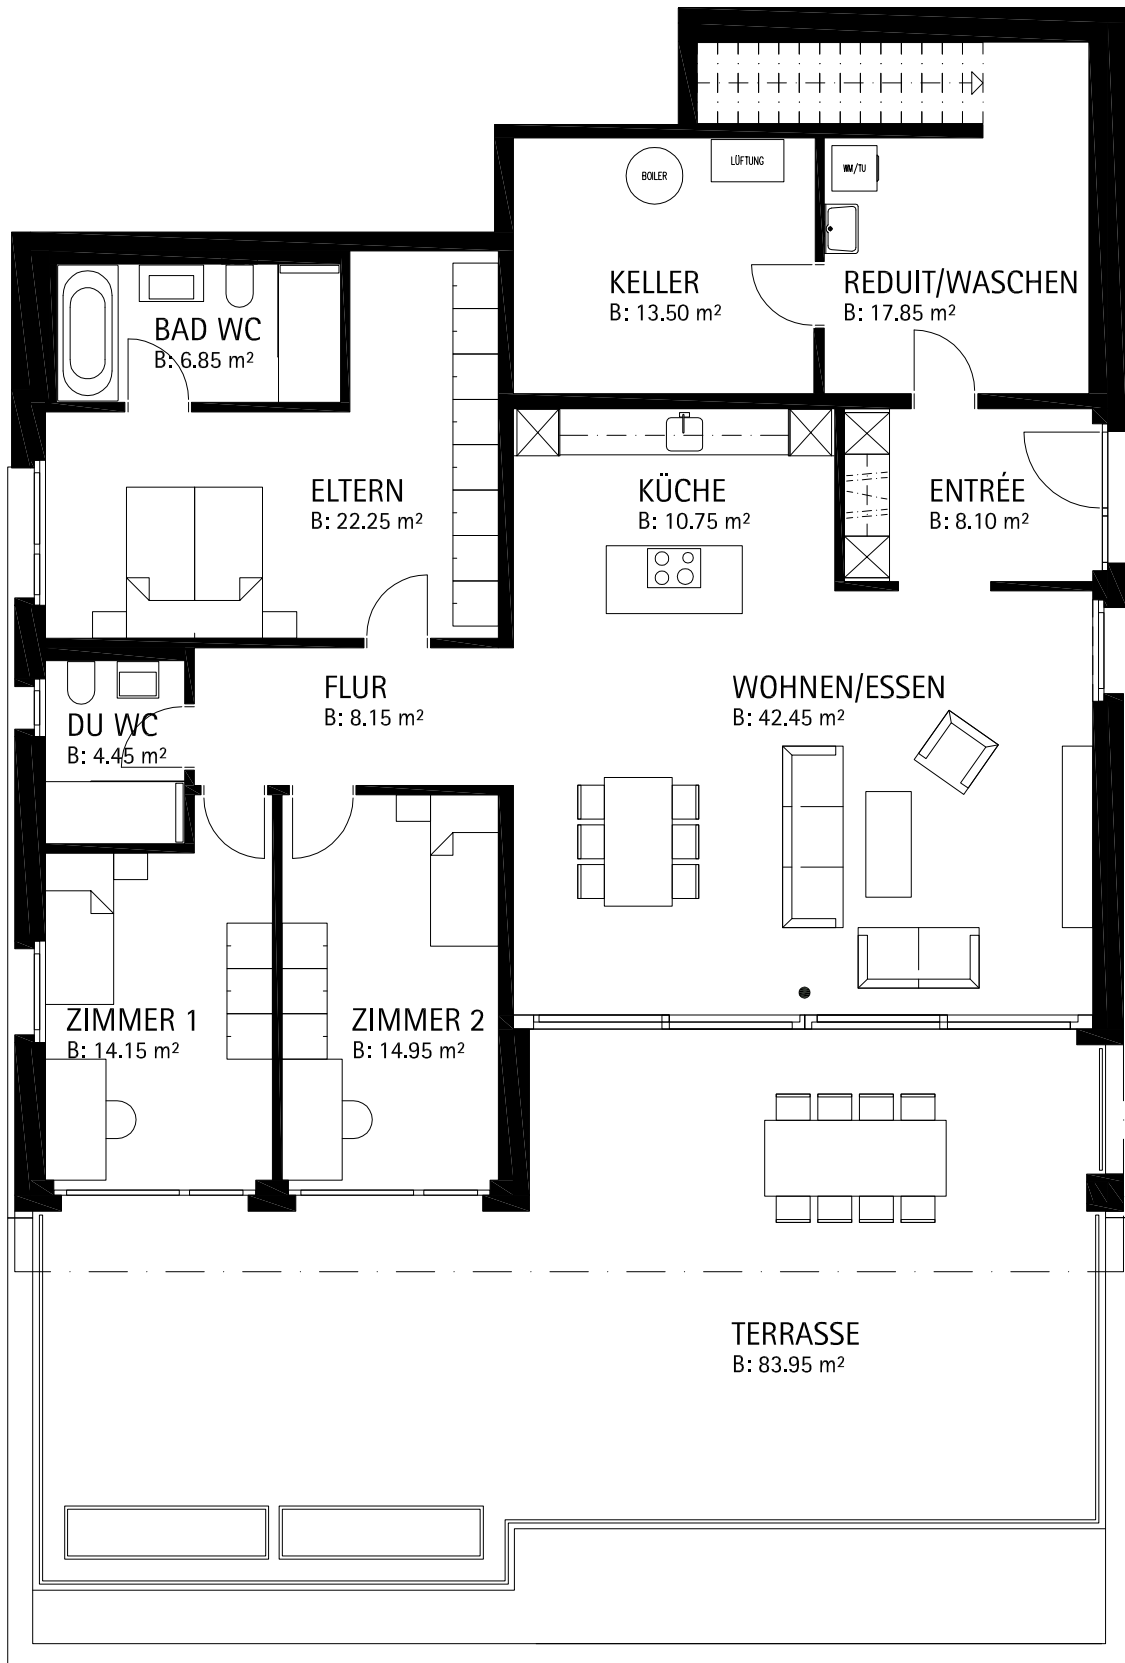 LÜFTUNG
BOILER
WM/TU
KELLER
B: 13.50 m²
REDUIT/WASCHEN
B: 17.85 m²
BAD WC
B: 6.85 m²
ELTERN
B: 22.25 m²
KÜCHE
B: 10.75 m²
ENTRÉE
B: 8.10 m²
FLUR
B: 8.15 m²
WOHNEN/ESSEN
B: 42.45 m²
DU WC
B: 4.45 m²
ZIMMER 1
B: 14.15 m²
ZIMMER 2
B: 14.95 m²
TERRASSE
B: 83.95 m²